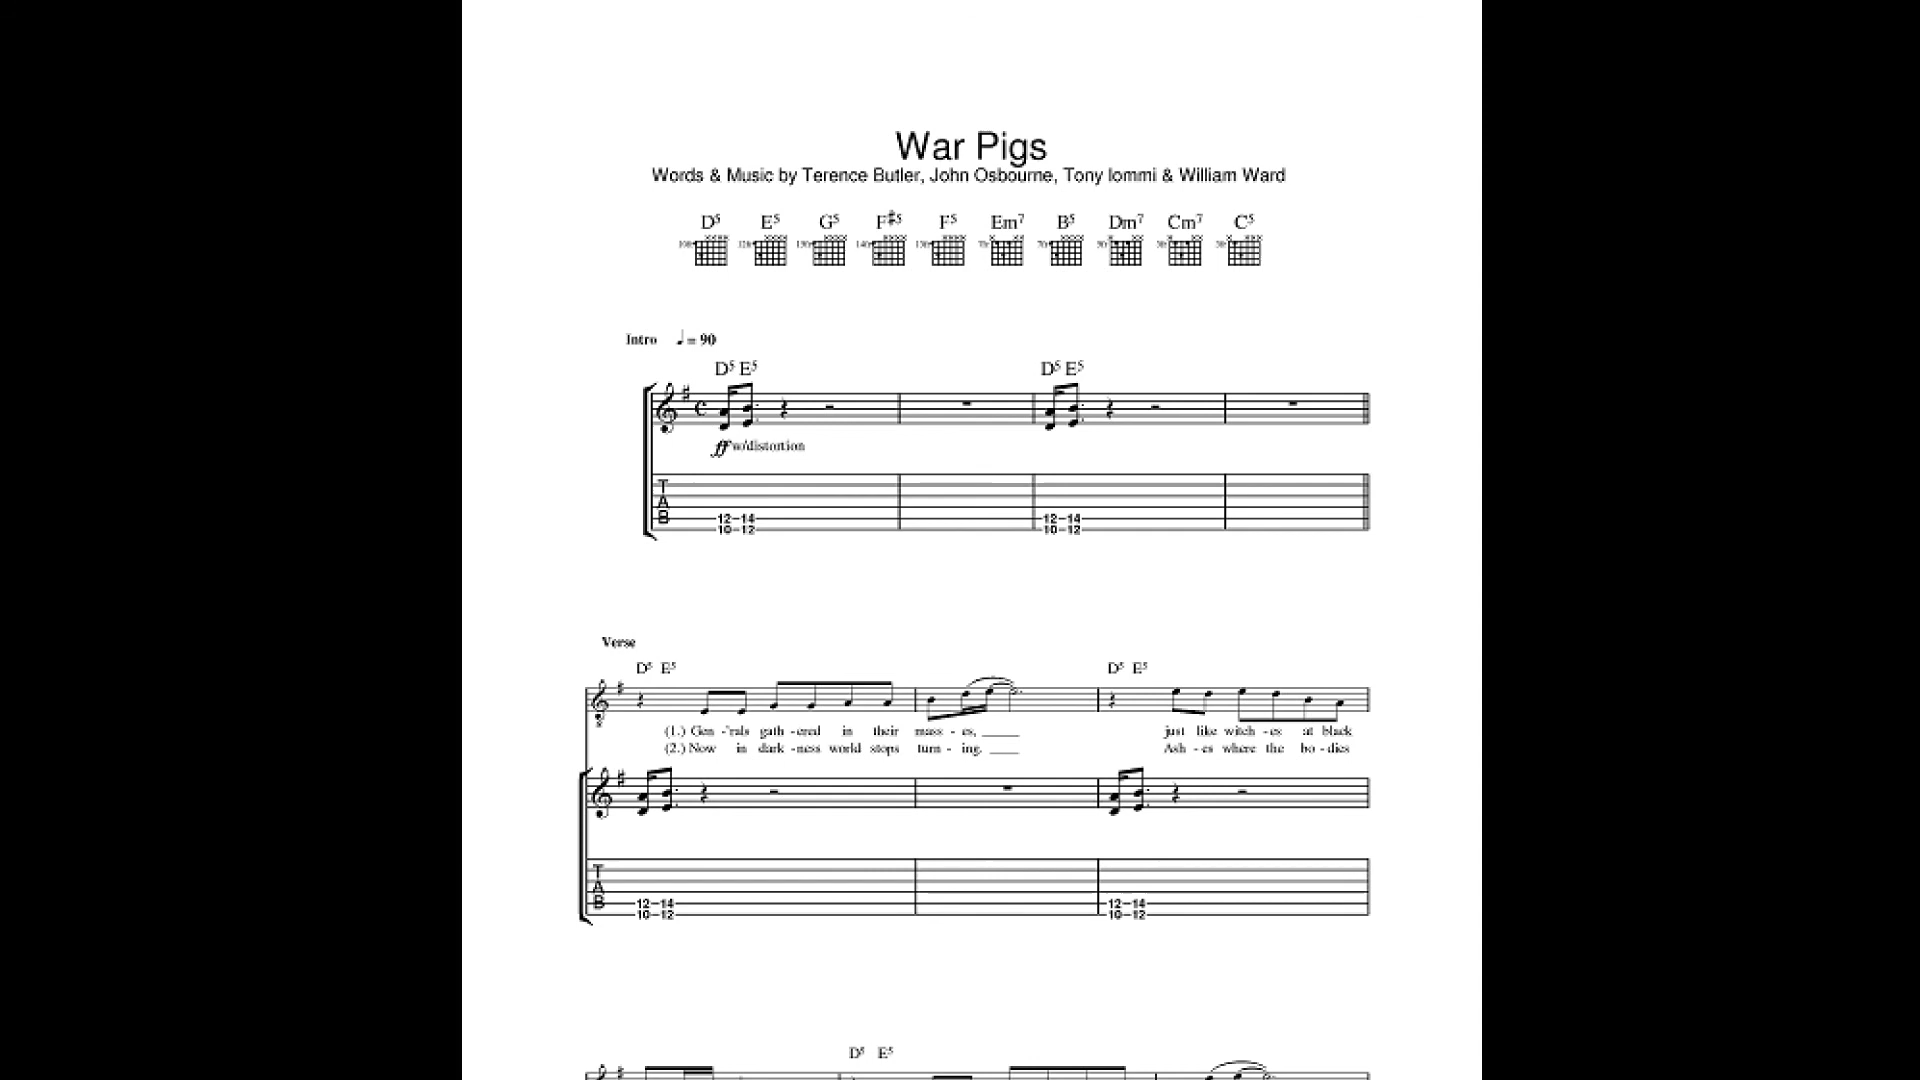 War Pigs
Words & Music by Terence Butler, John Osbourne, Tony Iommi & William Ward
D5 E5 G5 F#5 F5 Em7 B5 Dm7 Cm7 C5
Intro ♩= 90
D5 E5 D5 E5
ff w/distortion
T
A
B
12-14 12-14
10-12 10-12
Verse
D5 E5 D5 E5
(1.) Gen -'rals gath -ered in their mass - es, just like witch - es at black
(2.) Now in dark -ness world stops turn - ing. Ash - es where the bo - dies
T
A
B
12-14 12-14
10-12 10-12
D5 E5